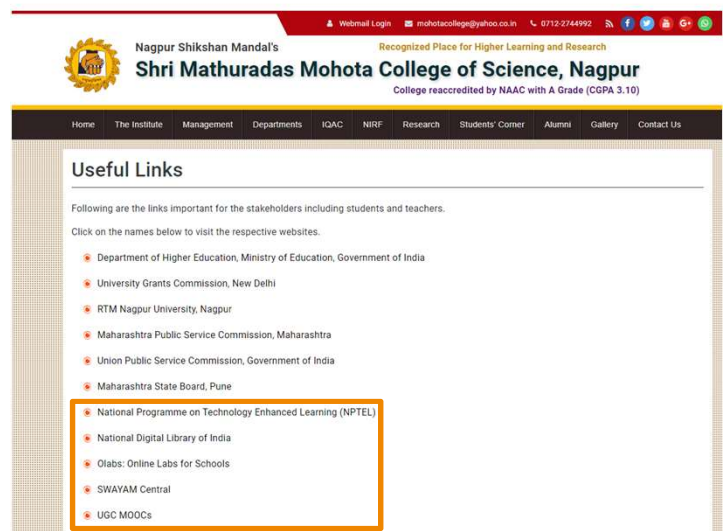 Webmail Login mohotacollege@yahoo.co.in 0712-2744992
Nagpur Shikshan Mandal's
Recognized Place for Higher Learning and Research
Shri Mathuradas Mohota College of Science, Nagpur
College reaccredited by NAAC with A Grade (CGPA 3.10)
Home The Institute Management Departments IQAC NIRF Research Students' Corner Alumni Gallery Contact Us
Useful Links
Following are the links important for the stakeholders including students and teachers.
Click on the names below to visit the respective websites.
Department of Higher Education, Ministry of Education, Government of India
University Grants Commission, New Delhi
RTM Nagpur University, Nagpur
Maharashtra Public Service Commission, Maharashtra
Union Public Service Commission, Government of India
Maharashtra State Board, Pune
National Programme on Technology Enhanced Learning (NPTEL)
National Digital Library of India
Olabs: Online Labs for Schools
SWAYAM Central
UGC MOOCs